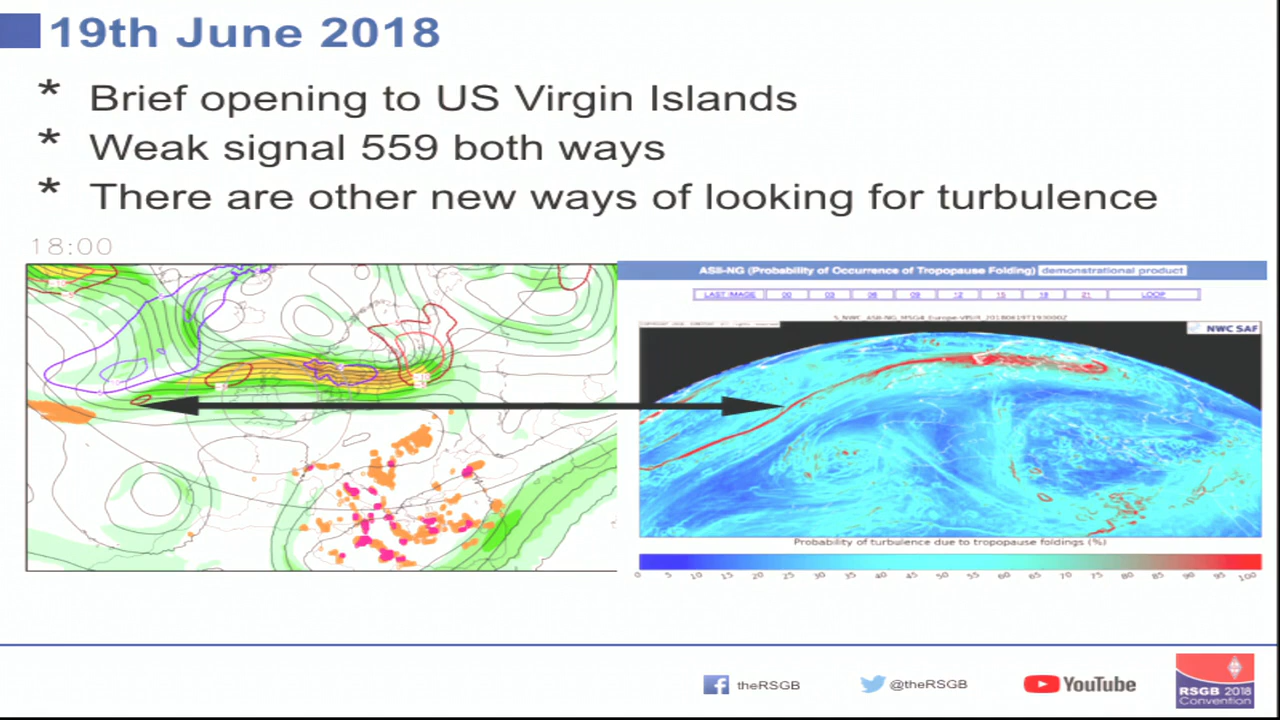 19th June 2018
* Brief opening to US Virgin Islands
* Weak signal 559 both ways
* There are other new ways of looking for turbulence
18:00
ASII-NG (Probability of Occurrence of Tropopause Folding) demonstrational product
LAST IMAGE 00 03 06 09 12 15 18 21 LOOP
NWC SAF
Probability of turbulence due to tropopause foldings (%)
0 5 10 15 20 25 30 35 40 45 50 55 60 65 70 75 80 85 90 95 100
theRSGB
@theRSGB
YouTube
RSGB 2018
Convention